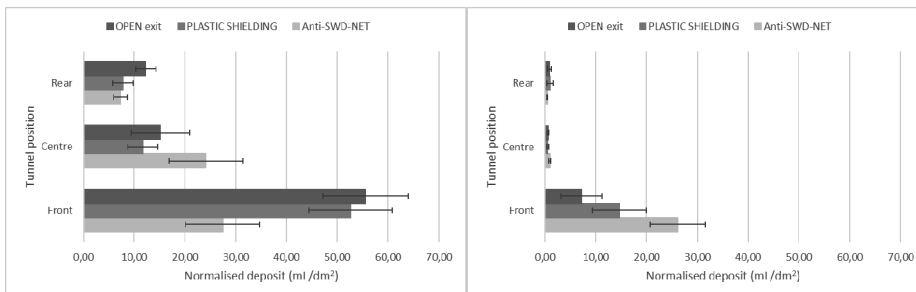 OPEN exit PLASTIC SHIELDING Anti-SWD-NET
Rear
Centre
Front
Tunnel position
0,00 10,00 20,00 30,00 40,00 50,00 60,00 70,00
Normalised deposit (mL/dm²)
OPEN exit PLASTIC SHIELDING Anti-SWD-NET
Rear
Centre
Front
Tunnel position
0,00 10,00 20,00 30,00 40,00 50,00 60,00 70,00
Normalised deposit (mL/dm²)